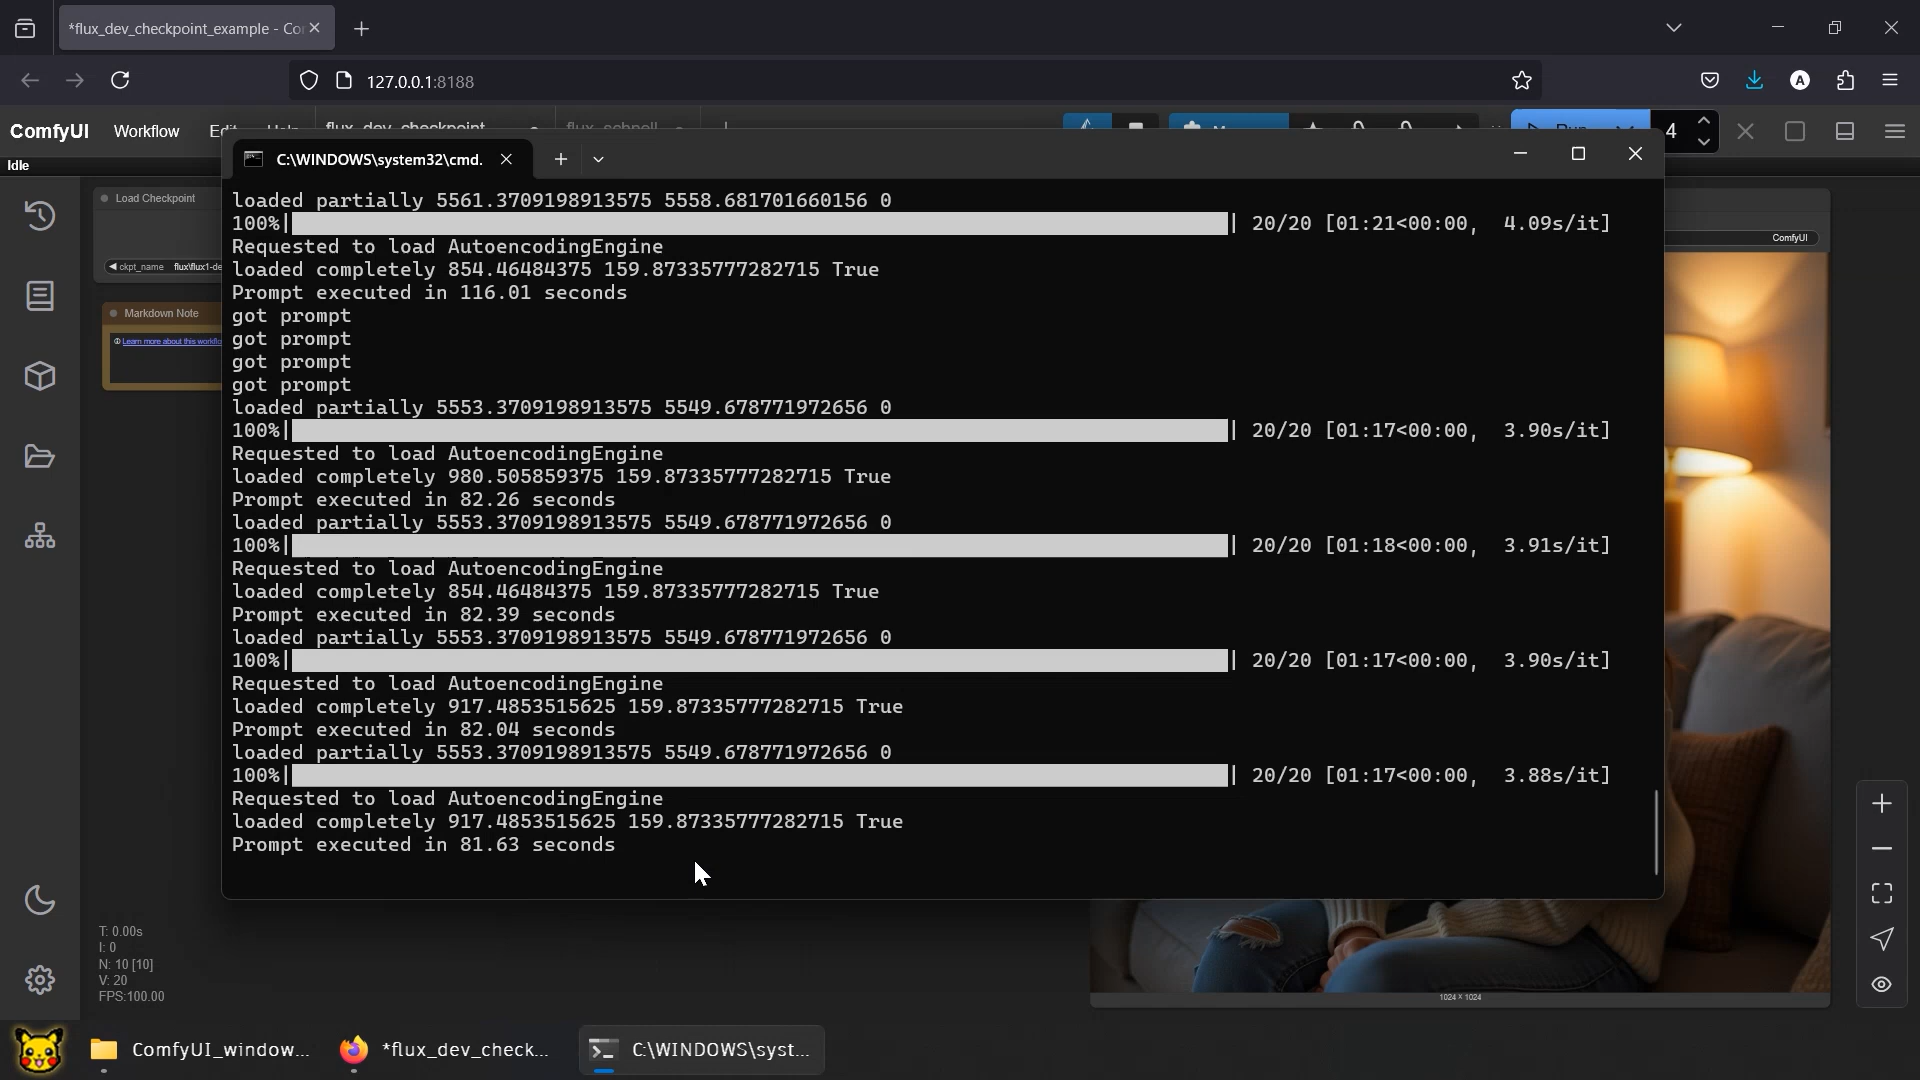 *flux_dev_checkpoint_example - Co
127.0.0.1:8188
ComfyUI
Workflow
4
Idle
C:\WINDOWS\system32\cmd.
Load Checkpoint
ckpt_name flux\flux1-de
Markdown Note
Learn more about this workflo
ComfyUI
loaded partially 5561.3709198913575 5558.681701660156 0
100%| | 20/20 [01:21<00:00, 4.09s/it]
Requested to load AutoencodingEngine
loaded completely 854.46484375 159.87335777282715 True
Prompt executed in 116.01 seconds
got prompt
got prompt
got prompt
got prompt
loaded partially 5553.3709198913575 5549.678771972656 0
100%| | 20/20 [01:17<00:00, 3.90s/it]
Requested to load AutoencodingEngine
loaded completely 980.505859375 159.87335777282715 True
Prompt executed in 82.26 seconds
loaded partially 5553.3709198913575 5549.678771972656 0
100%| | 20/20 [01:18<00:00, 3.91s/it]
Requested to load AutoencodingEngine
loaded completely 854.46484375 159.87335777282715 True
Prompt executed in 82.39 seconds
loaded partially 5553.3709198913575 5549.678771972656 0
100%| | 20/20 [01:17<00:00, 3.90s/it]
Requested to load AutoencodingEngine
loaded completely 917.4853515625 159.87335777282715 True
Prompt executed in 82.04 seconds
loaded partially 5553.3709198913575 5549.678771972656 0
100%| | 20/20 [01:17<00:00, 3.88s/it]
Requested to load AutoencodingEngine
loaded completely 917.4853515625 159.87335777282715 True
Prompt executed in 81.63 seconds
T: 0.00s
I: 0
N: 10 [10]
V: 20
FPS:100.00
1024 × 1024
ComfyUI_window...
*flux_dev_check...
C:\WINDOWS\syst...